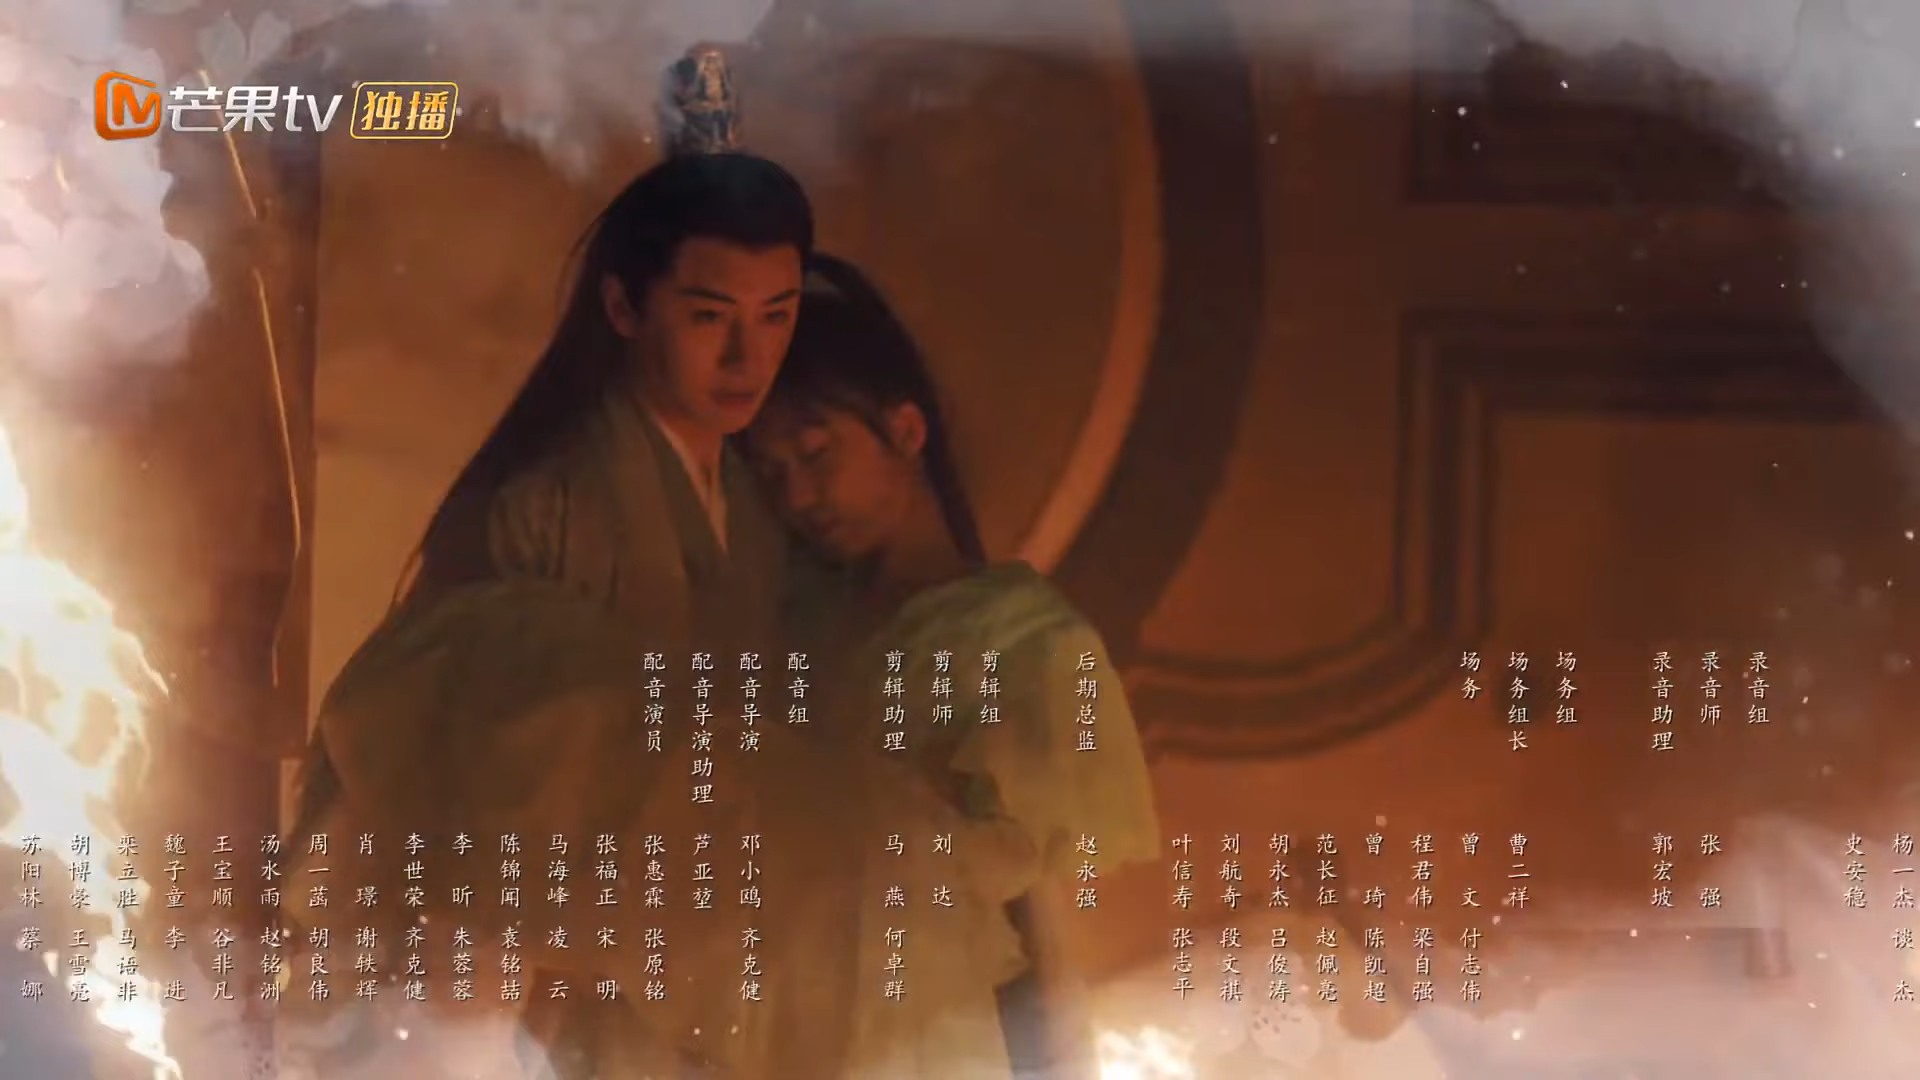 芒果tv 独播
录音组
录音师
录音助理
场务组
场务组长
场务
后期总监
剪辑组
剪辑师
剪辑助理
配音组
配音导演
配音导演助理
配音演员
杨一杰
谈 杰
史安稳
张 强
郭宏坡
曹二祥
曾 文
付志伟
程君伟
梁自强
曾 琦
陈凯超
范长征
赵佩亮
胡永杰
吕俊涛
刘航奇
段文祺
叶信寿
张志平
赵永强
刘 达
马 燕
何卓群
邓小鸥
齐克健
芦亚堃
张惠霖
张原铭
张福正
宋 明
马海峰
凌 云
陈锦闻
袁铭喆
李 昕
朱蓉蓉
李世荣
齐克健
肖 璟
谢轶辉
周一菡
胡良伟
汤水雨
赵铭洲
王宝顺
谷非凡
魏子童
李 进
栾立胜
马语非
胡博豪
王雪亮
苏阳林
蔡 娜